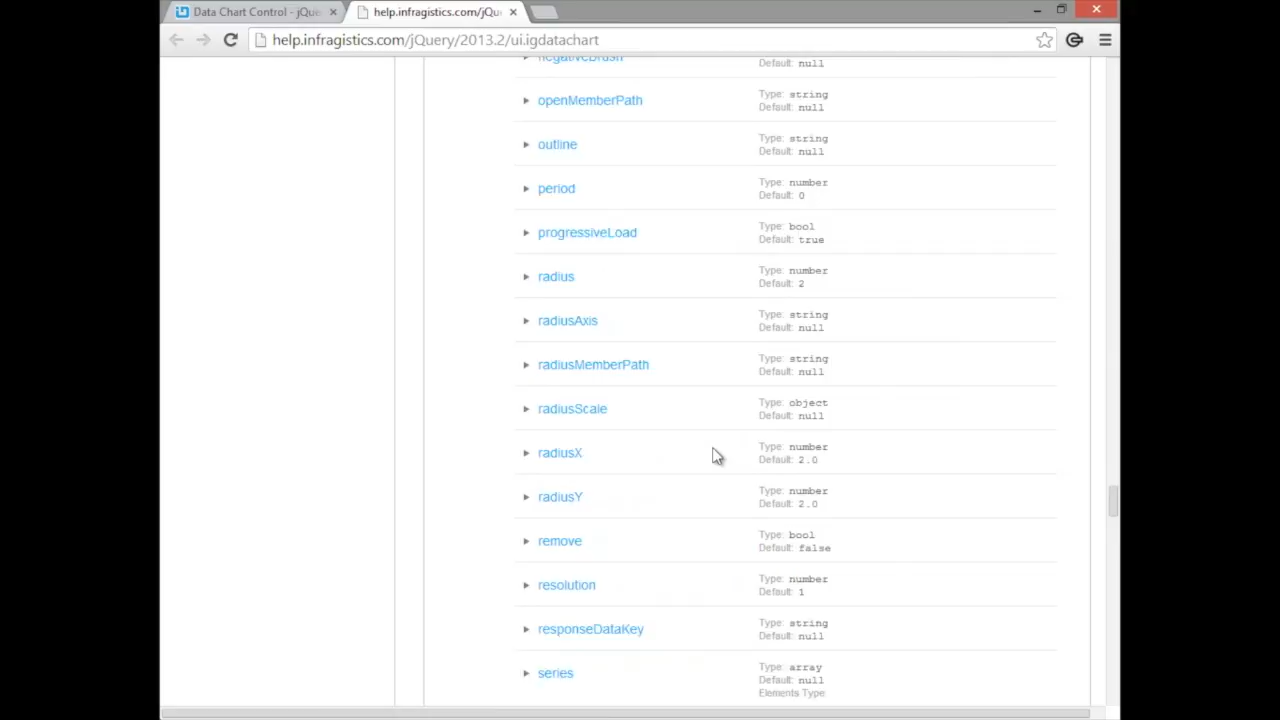 Data Chart Control - jQue
help.infragistics.com/jQu
help.infragistics.com/jQuery/2013.2/ui.igdatachart
negativeBrush
Default: null
openMemberPath
Type: string
Default: null
outline
Type: string
Default: null
period
Type: number
Default: 0
progressiveLoad
Type: bool
Default: true
radius
Type: number
Default: 2
radiusAxis
Type: string
Default: null
radiusMemberPath
Type: string
Default: null
radiusScale
Type: object
Default: null
radiusX
Type: number
Default: 2.0
radiusY
Type: number
Default: 2.0
remove
Type: bool
Default: false
resolution
Type: number
Default: 1
responseDataKey
Type: string
Default: null
series
Type: array
Default: null
Elements Type: